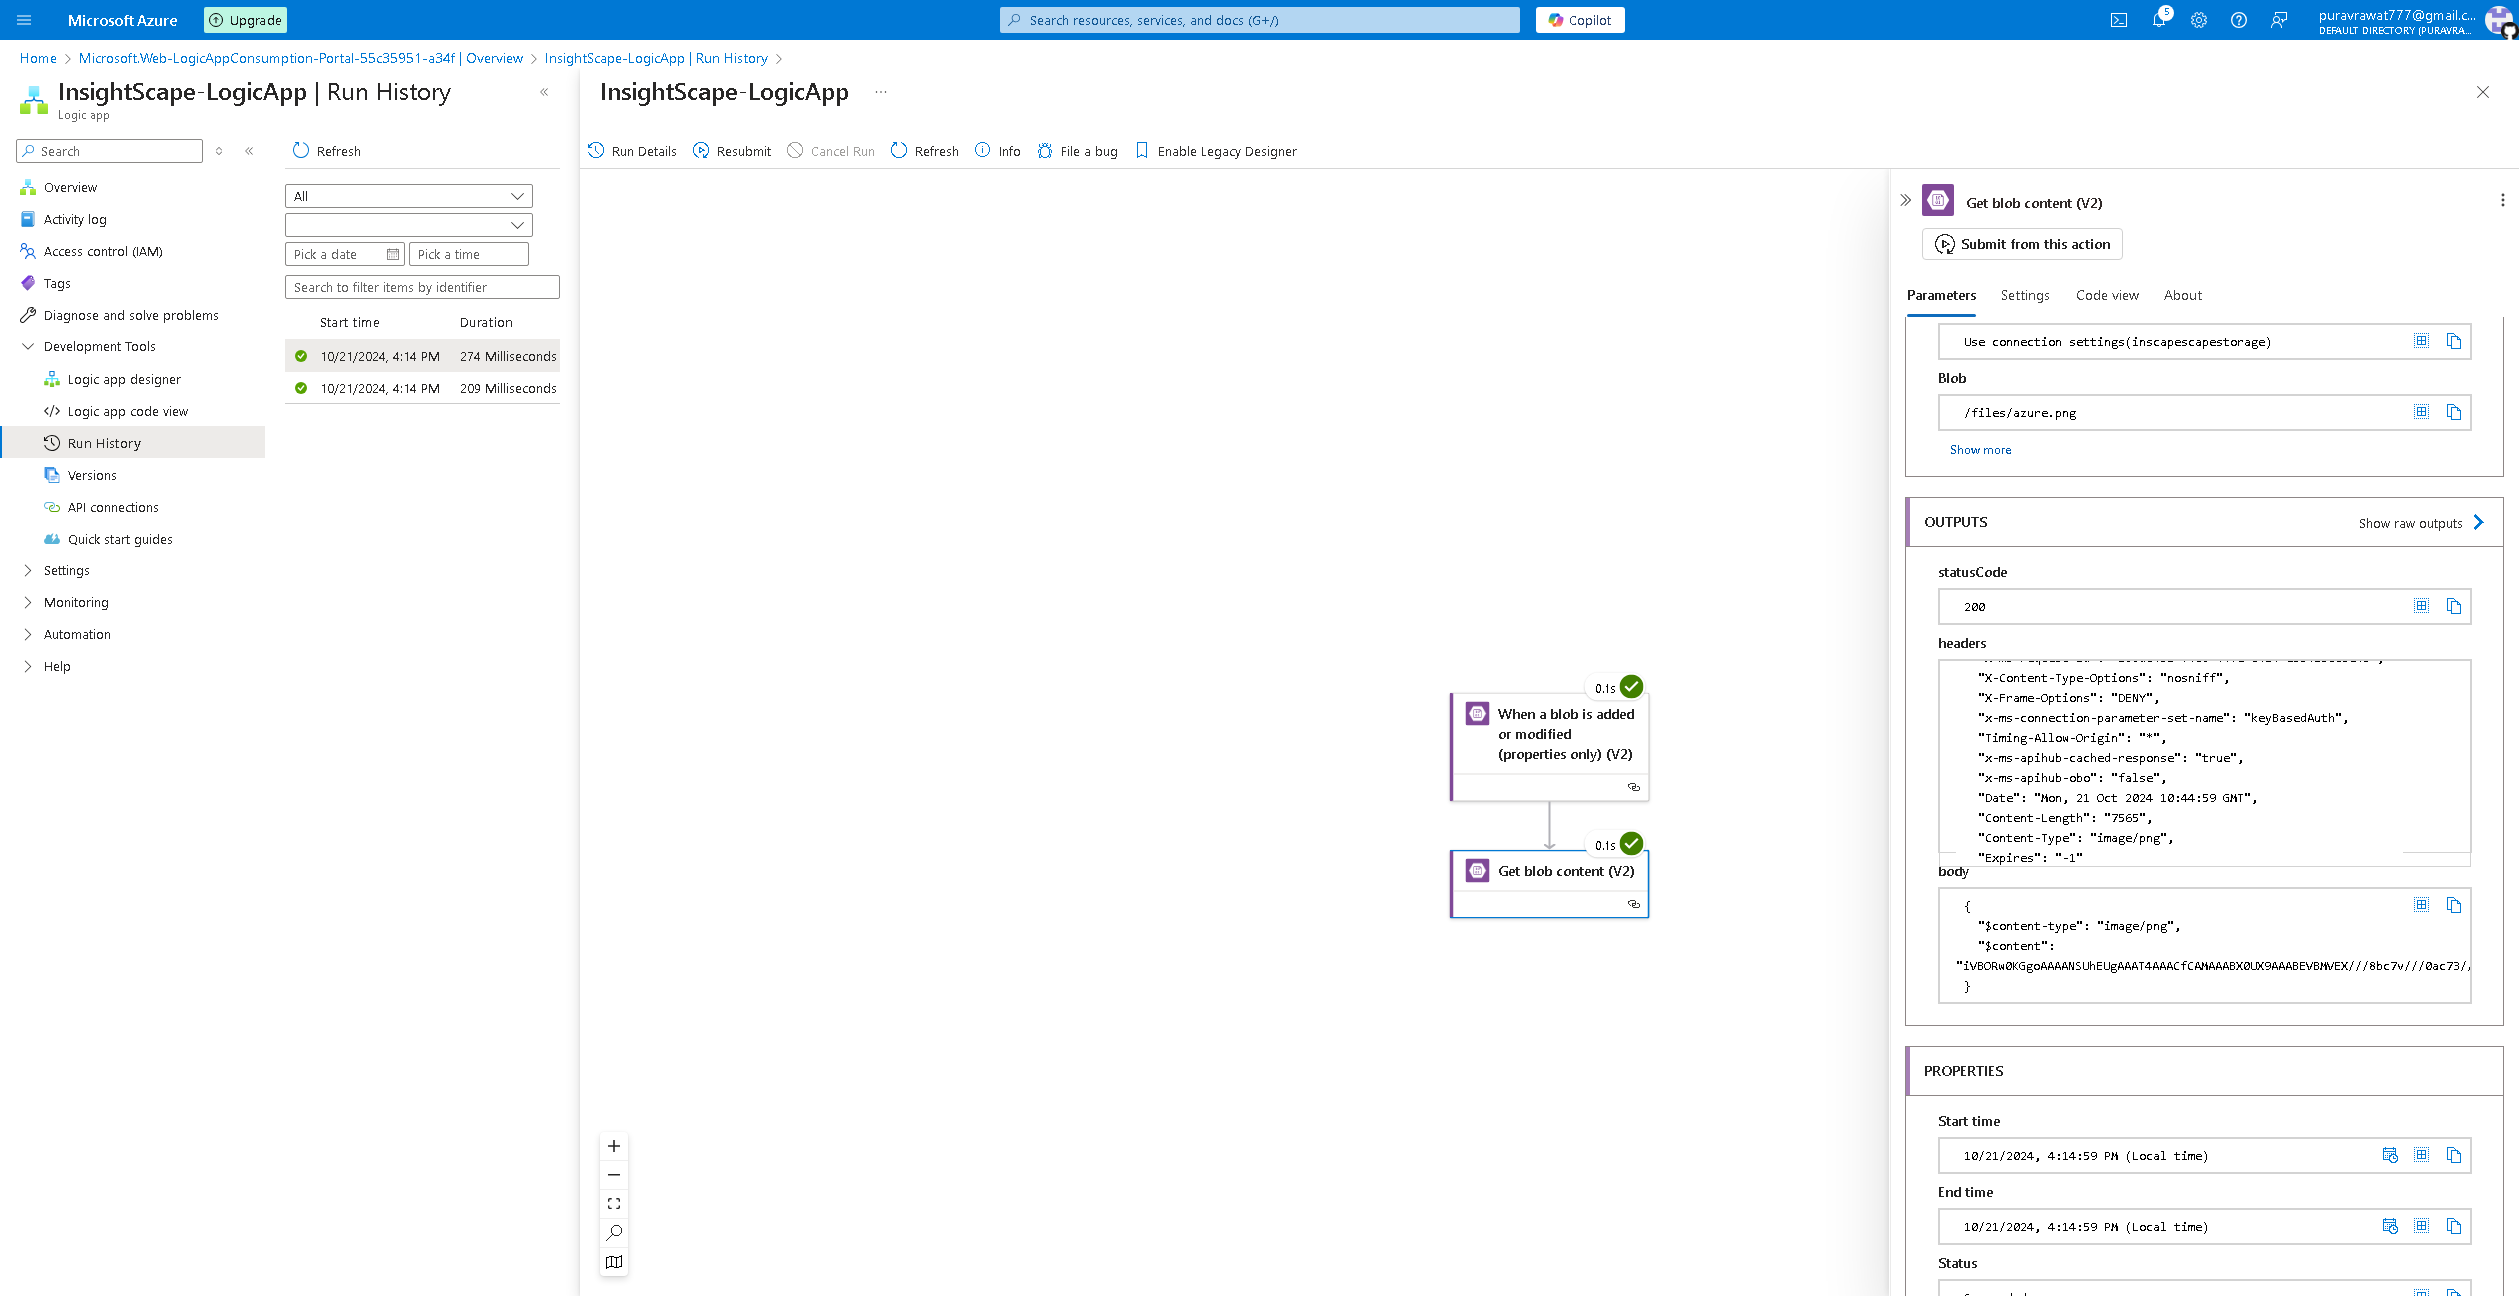 Microsoft Azure
Upgrade
Search resources, services, and docs (G+/)
Copilot
5
puravrawat777@gmail.c...
DEFAULT DIRECTORY (PURAVRA...
Home > Microsoft.Web-LogicAppConsumption-Portal-55c35951-a34f | Overview > InsightScape-LogicApp | Run History >
InsightScape-LogicApp | Run History
Logic app
Search
Overview
Activity log
Access control (IAM)
Tags
Diagnose and solve problems
Development Tools
Logic app designer
Logic app code view
Run History
Versions
API connections
Quick start guides
Settings
Monitoring
Automation
Help
Refresh
All
Pick a date
Pick a time
Search to filter items by identifier
Start time Duration
10/21/2024, 4:14 PM 274 Milliseconds
10/21/2024, 4:14 PM 209 Milliseconds
InsightScape-LogicApp ...
Run Details
Resubmit
Cancel Run
Refresh
Info
File a bug
Enable Legacy Designer
0.1s
When a blob is added
or modified
(properties only) (V2)
0.1s
Get blob content (V2)
Get blob content (V2)
Submit from this action
Parameters Settings Code view About
Use connection settings(inscapescapestorage)
Blob
/files/azure.png
Show more
OUTPUTS
Show raw outputs
statusCode
200
headers
"X-Content-Type-Options": "nosniff",
"X-Frame-Options": "DENY",
"x-ms-connection-parameter-set-name": "keyBasedAuth",
"Timing-Allow-Origin": "*",
"x-ms-apihub-cached-response": "true",
"x-ms-apihub-obo": "false",
"Date": "Mon, 21 Oct 2024 10:44:59 GMT",
"Content-Length": "7565",
"Content-Type": "image/png",
"Expires": "-1"
body
{
"$content-type": "image/png",
"$content":
"iVBORw0KGgoAAAANSUhEUgAAAT4AAACfCAMAAABX0UX9AAABEVBMVEX///8bc7v///0ac73/
}
PROPERTIES
Start time
10/21/2024, 4:14:59 PM (Local time)
End time
10/21/2024, 4:14:59 PM (Local time)
Status